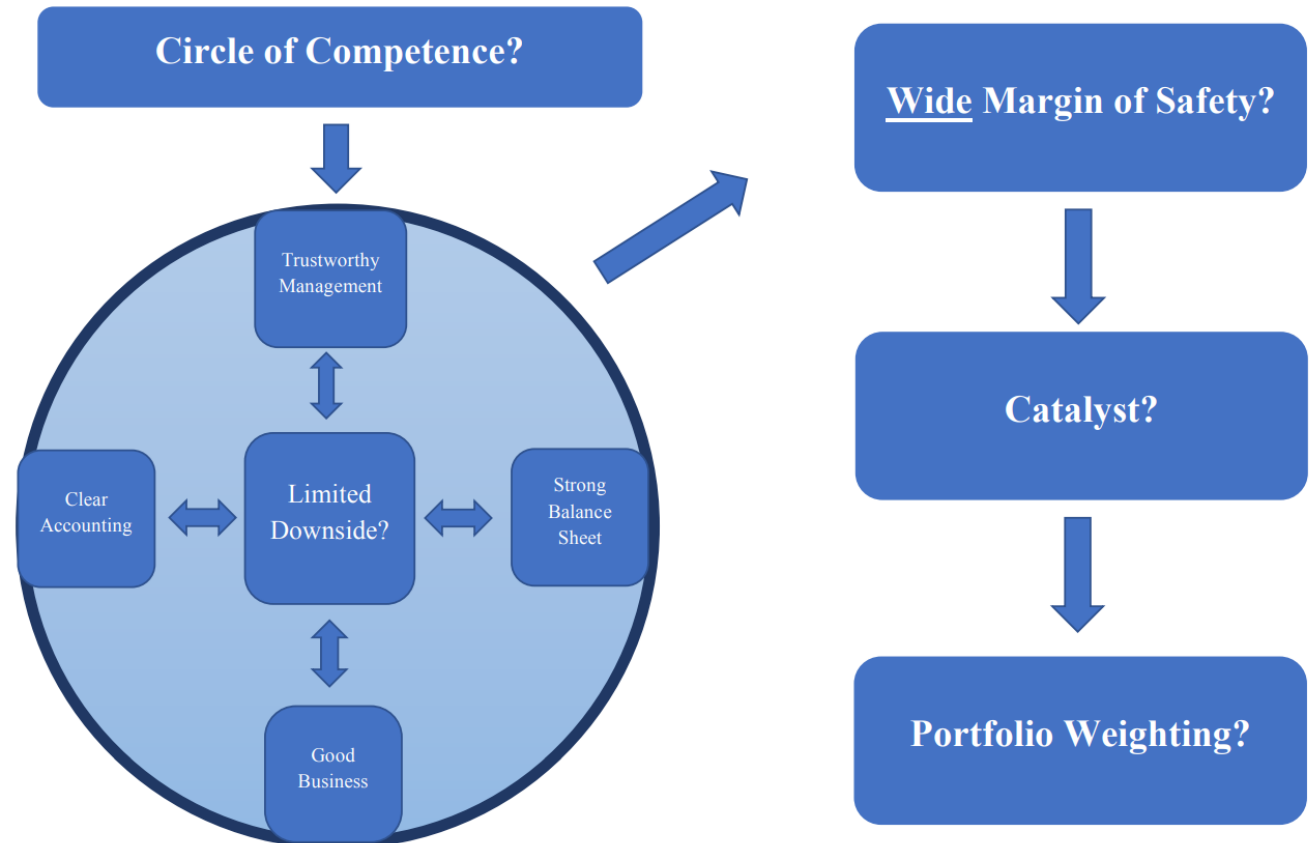 Circle of Competence?
Trustworthy
Management
Clear
Accounting
Limited
Downside?
Strong
Balance
Sheet
Good
Business
Wide Margin of Safety?
Catalyst?
Portfolio Weighting?